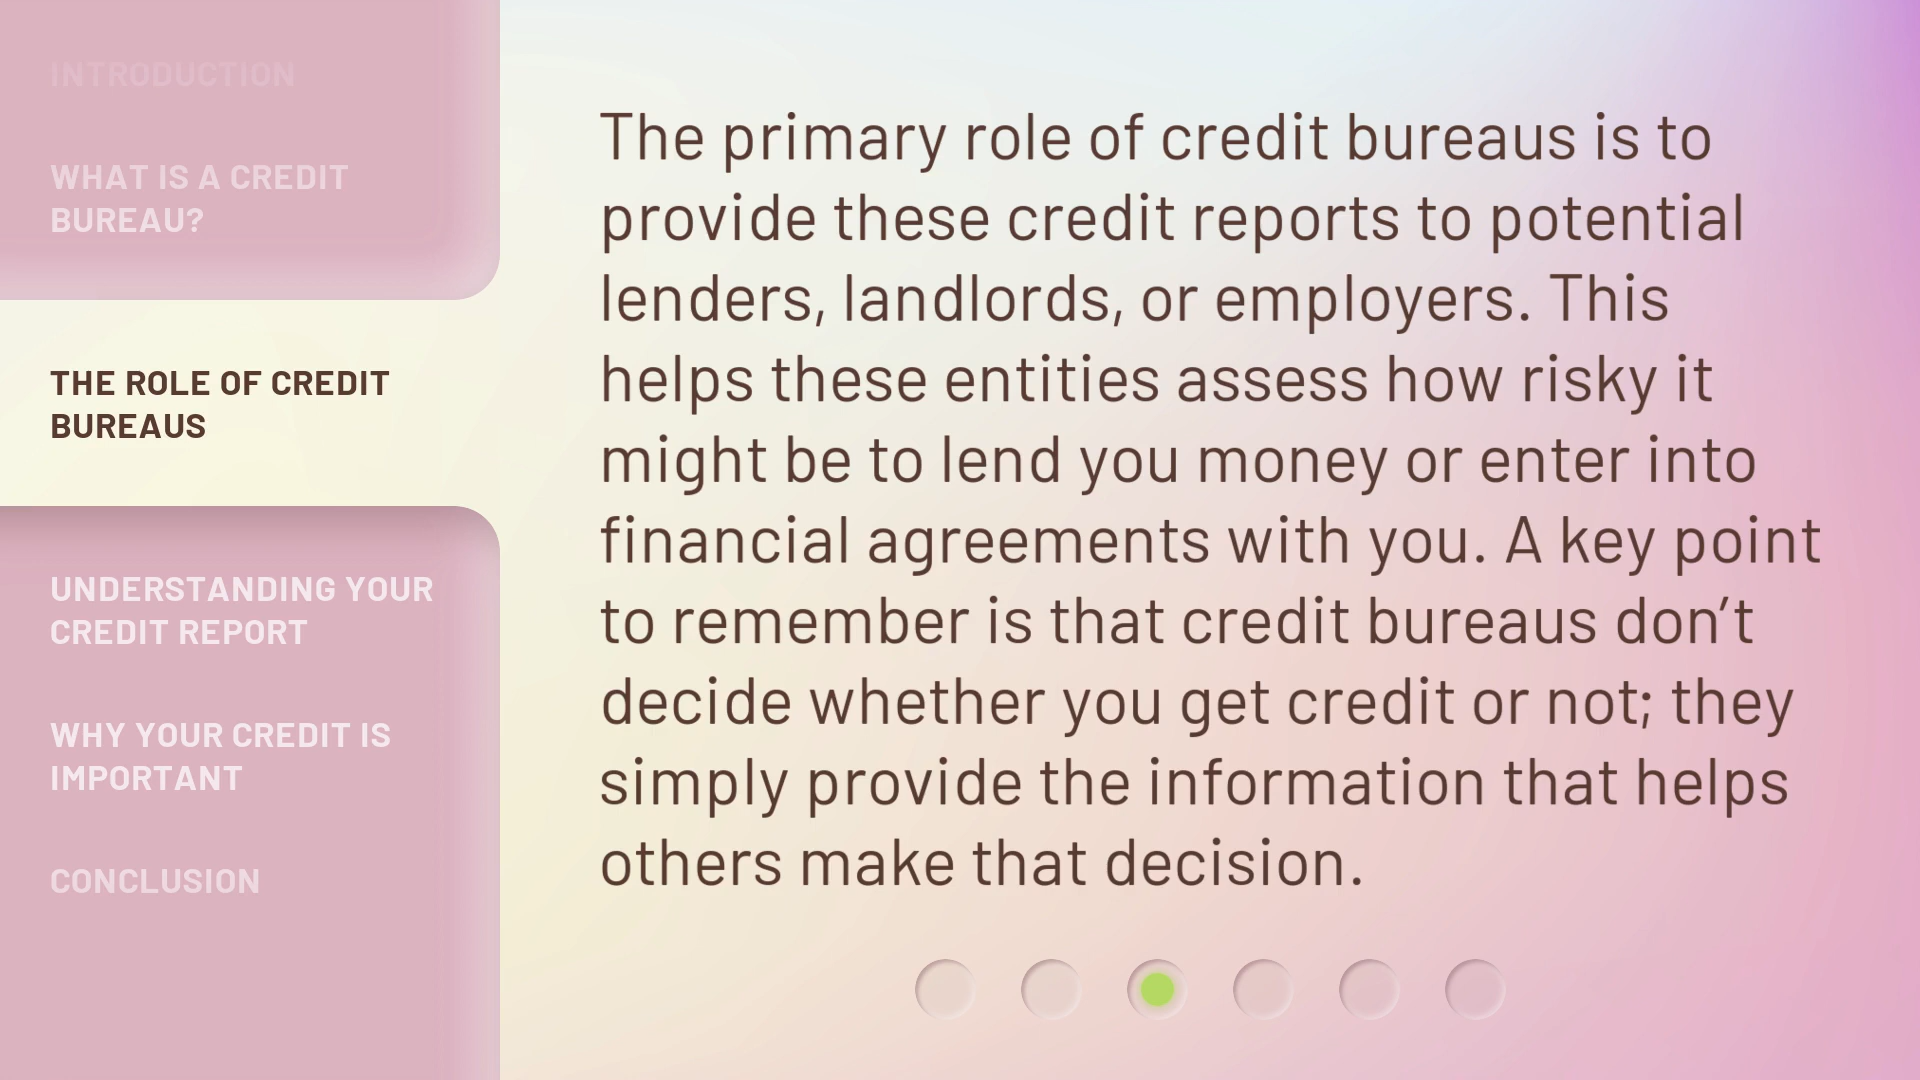 INTRODUCTION
WHAT IS A CREDIT
BUREAU?
THE ROLE OF CREDIT
BUREAUS
UNDERSTANDING YOUR
CREDIT REPORT
WHY YOUR CREDIT IS
IMPORTANT
CONCLUSION
The primary role of credit bureaus is to
provide these credit reports to potential
lenders, landlords, or employers. This
helps these entities assess how risky it
might be to lend you money or enter into
financial agreements with you. A key point
to remember is that credit bureaus don’t
decide whether you get credit or not; they
simply provide the information that helps
others make that decision.